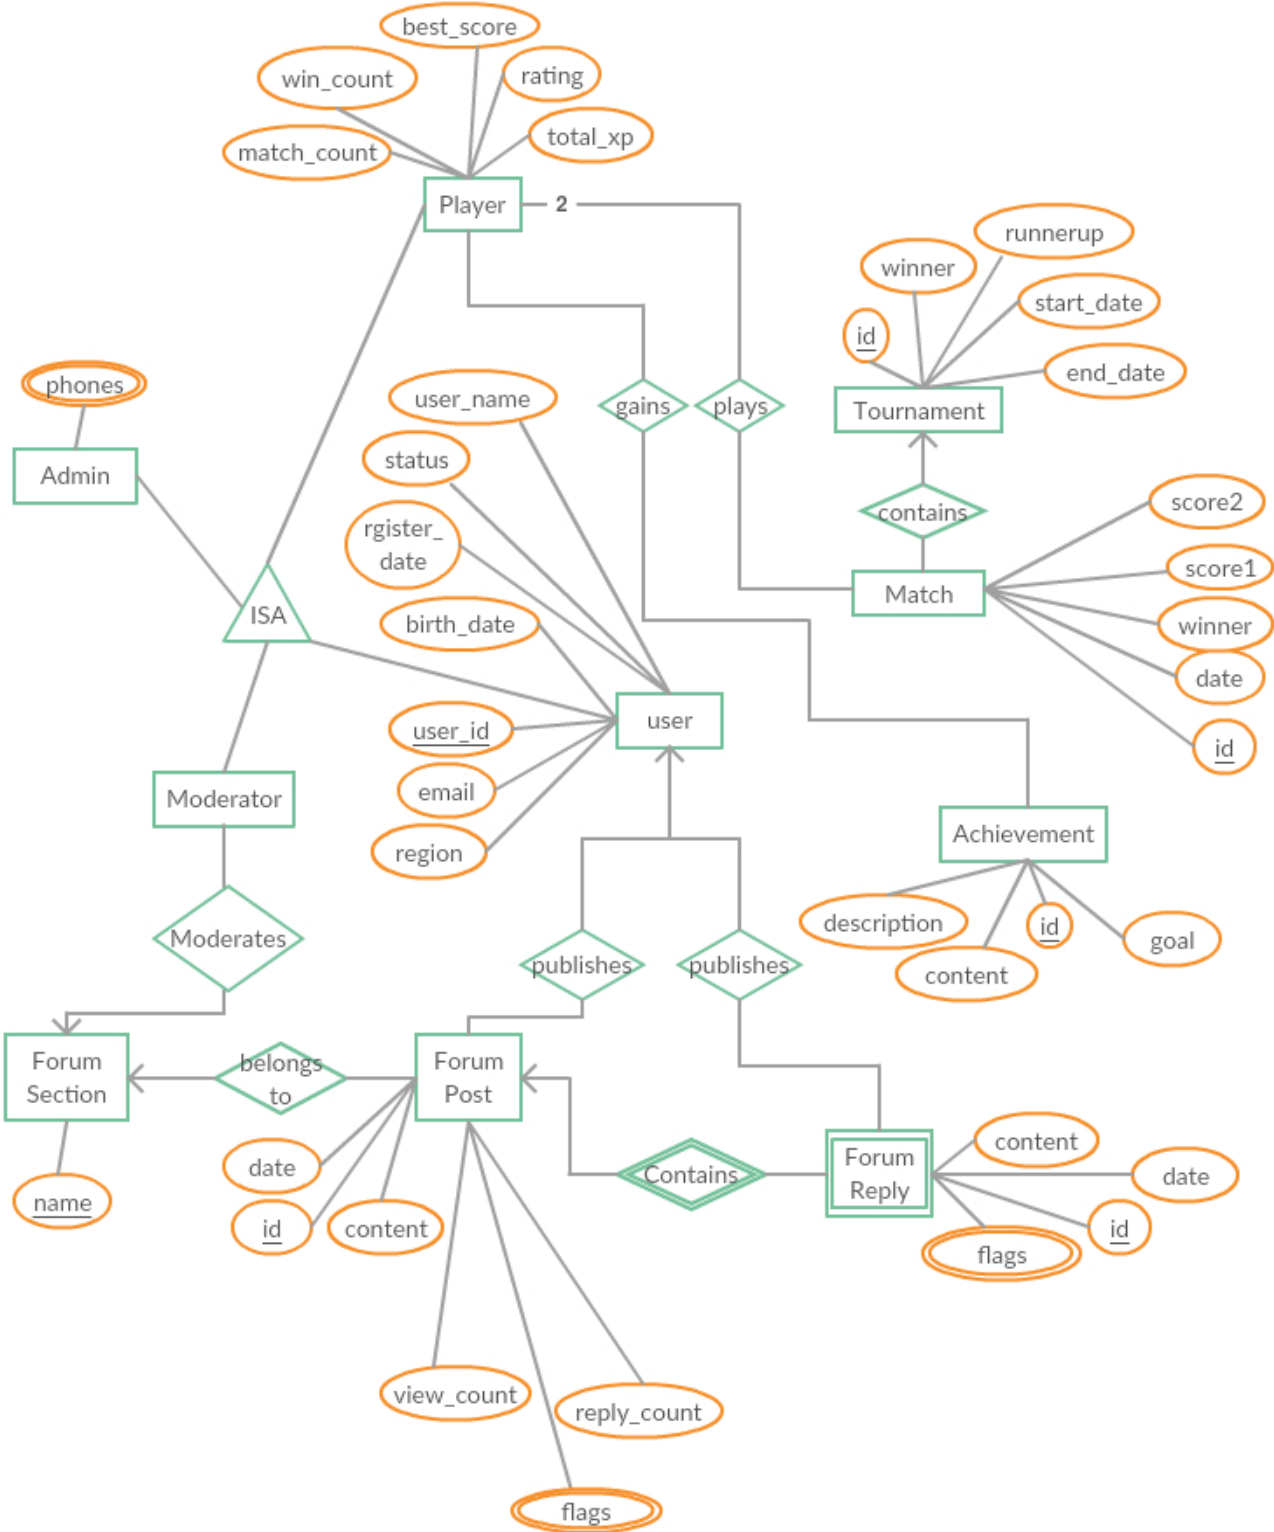 best_score
win_count
rating
match_count
total_xp
Player
2
runnerup
winner
start_date
id
end_date
phones
user_name
gains
plays
Tournament
status
Admin
score2
contains
rgister_
date
score1
Match
ISA
birth_date
winner
date
user
user_id
id
email
Moderator
Achievement
region
description
id
goal
Moderates
publishes
publishes
content
Forum
Section
belongs
to
Forum
Post
content
date
Contains
Forum
Reply
date
name
id
content
id
flags
view_count
reply_count
flags